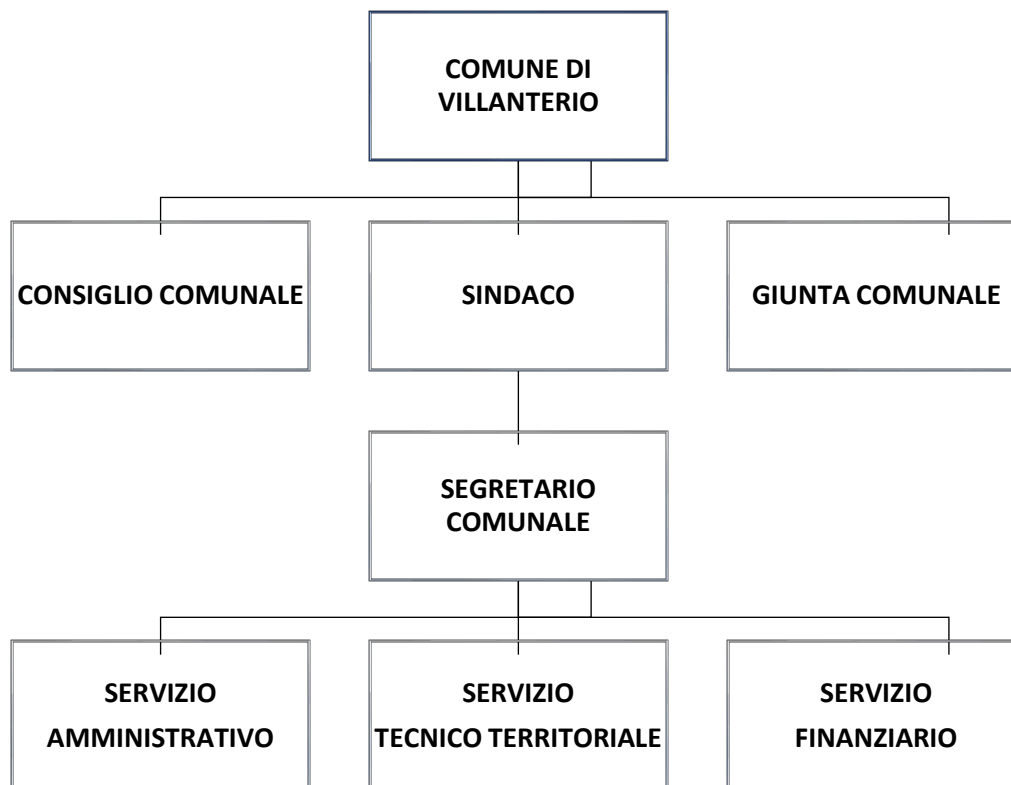 COMUNE DI
VILLANTERIO
CONSIGLIO COMUNALE
SINDACO
GIUNTA COMUNALE
SEGRETARIO
COMUNALE
SERVIZIO
AMMINISTRATIVO
SERVIZIO
TECNICO TERRITORIALE
SERVIZIO
FINANZIARIO